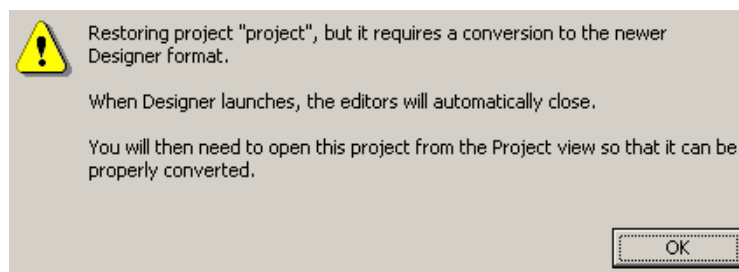 Restoring project "project", but it requires a conversion to the newer
Designer format.
When Designer launches, the editors will automatically close.
You will then need to open this project from the Project view so that it can be
properly converted.
OK